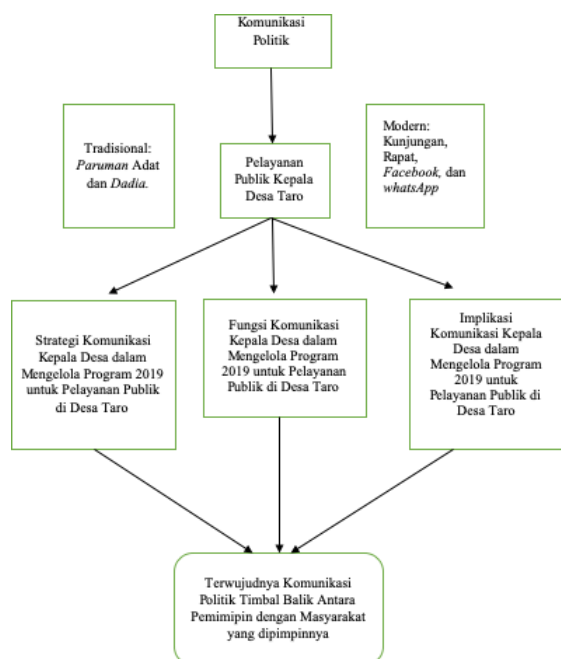 Komunikasi
Politik
Tradisional:
Paruman Adat
dan Dadia.
Modern:
Kunjungan,
Rapat,
Facebook, dan
whatsApp
Pelayanan
Publik Kepala
Desa Taro
Strategi Komunikasi
Kepala Desa dalam
Mengelola Program 2019
untuk Pelayanan Publik
di Desa Taro
Fungsi Komunikasi
Kepala Desa dalam
Mengelola Program
2019 untuk Pelayanan
Publik di Desa Taro
Implikasi
Komunikasi Kepala
Desa dalam
Mengelola Program
2019 untuk
Pelayanan Publik di
Desa Taro
Terwujudnya Komunikasi
Politik Timbal Balik Antara
Pemimipin dengan Masyarakat
yang dipimpinnya